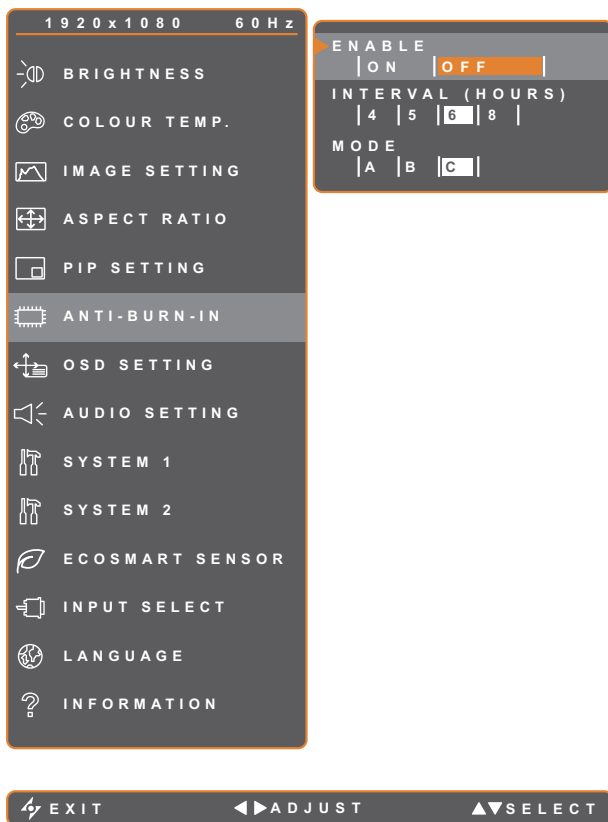 1920x1080 60Hz
BRIGHTNESS
COLOUR TEMP.
IMAGE SETTING
ASPECT RATIO
PIP SETTING
ANTI-BURN-IN
OSD SETTING
AUDIO SETTING
SYSTEM 1
SYSTEM 2
ECOSMART SENSOR
INPUT SELECT
LANGUAGE
INFORMATION
ENABLE
ON OFF
INTERVAL (HOURS)
4 5 6 8
MODE
A B C
EXIT ADJUST SELECT